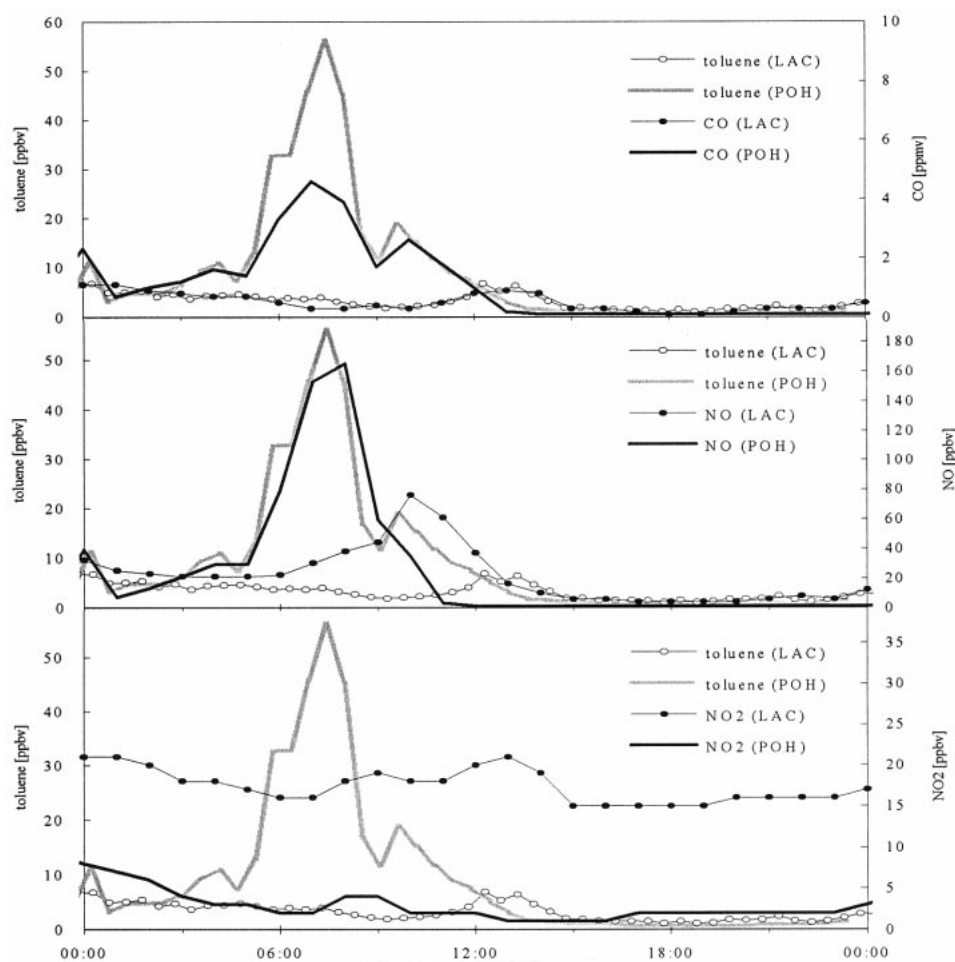 60
50
40
30
20
10
0
toluene [ppbv]
toluene (LAC)
toluene (POH)
CO (LAC)
CO (POH)
10
8
6
4
2
0
CO [ppmv]
50
40
30
20
10
0
toluene [ppbv]
toluene (LAC)
toluene (POH)
NO (LAC)
NO (POH)
180
160
140
120
100
80
60
40
20
0
NO [ppbv]
50
40
30
20
10
0
toluene [ppbv]
toluene (LAC)
toluene (POH)
NO2 (LAC)
NO2 (POH)
35
30
25
20
15
10
5
0
NO2 [ppbv]
00:00 06:00 12:00 18:00 00:00